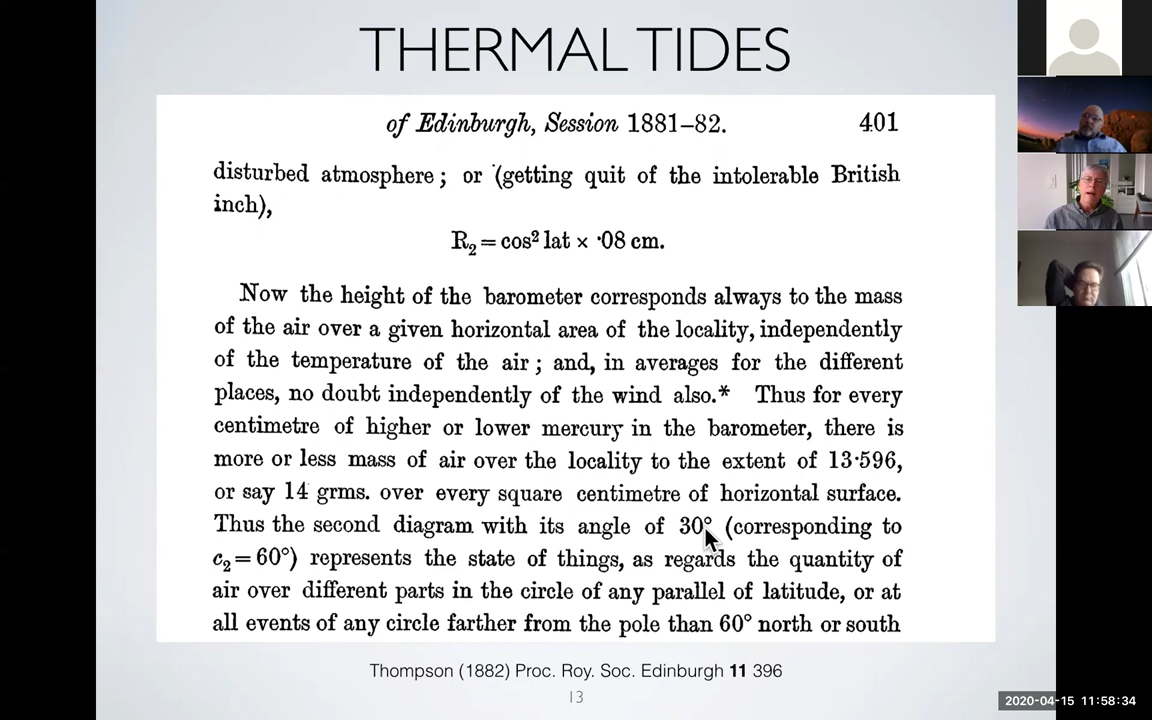 THERMAL TIDES
of Edinburgh, Session 1881–82. 401
disturbed atmosphere; or (getting quit of the intolerable British
inch),
R₂ = cos² lat × ·08 cm.
Now the height of the barometer corresponds always to the mass
of the air over a given horizontal area of the locality, independently
of the temperature of the air; and, in averages for the different
places, no doubt independently of the wind also.* Thus for every
centimetre of higher or lower mercury in the barometer, there is
more or less mass of air over the locality to the extent of 13·596,
or say 14 grms. over every square centimetre of horizontal surface.
Thus the second diagram with its angle of 30° (corresponding to
c₂ = 60°) represents the state of things, as regards the quantity of
air over different parts in the circle of any parallel of latitude, or at
all events of any circle farther from the pole than 60° north or south
Thompson (1882) Proc. Roy. Soc. Edinburgh 11 396
13
2020-04-15 11:58:34